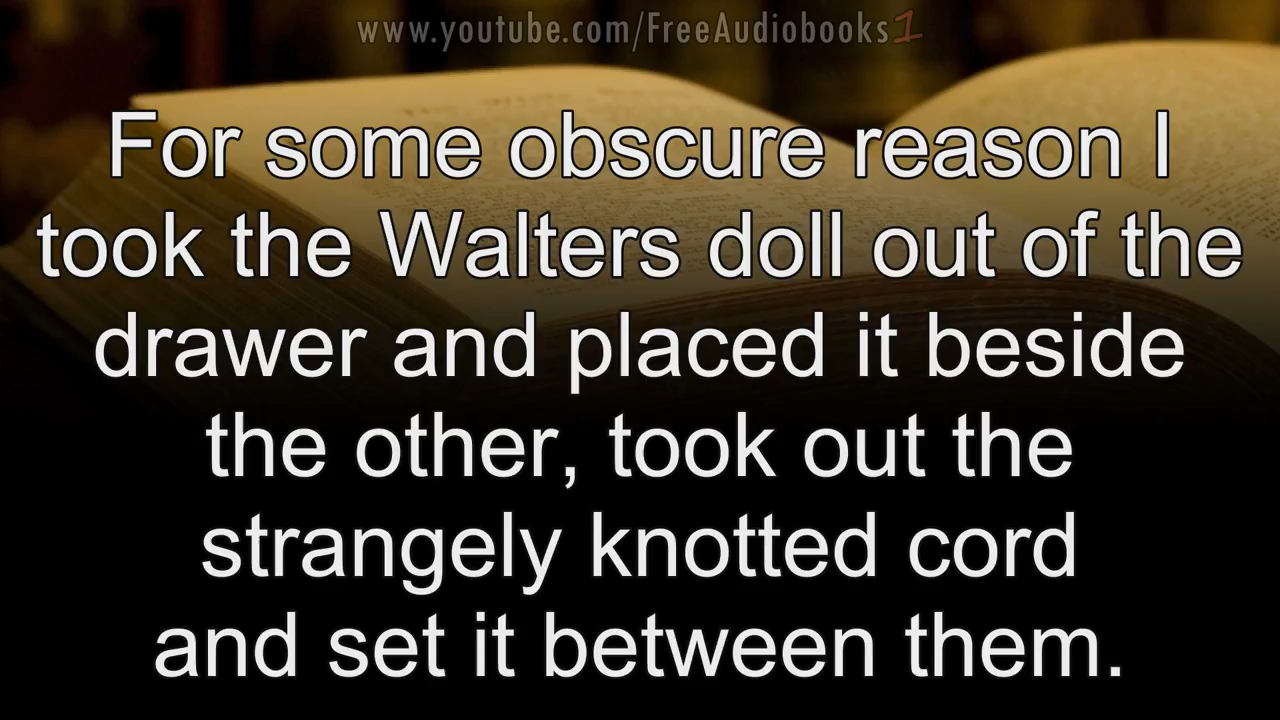 www.youtube.com/FreeAudiobooks1
For some obscure reason I
took the Walters doll out of the
drawer and placed it beside
the other, took out the
strangely knotted cord
and set it between them.